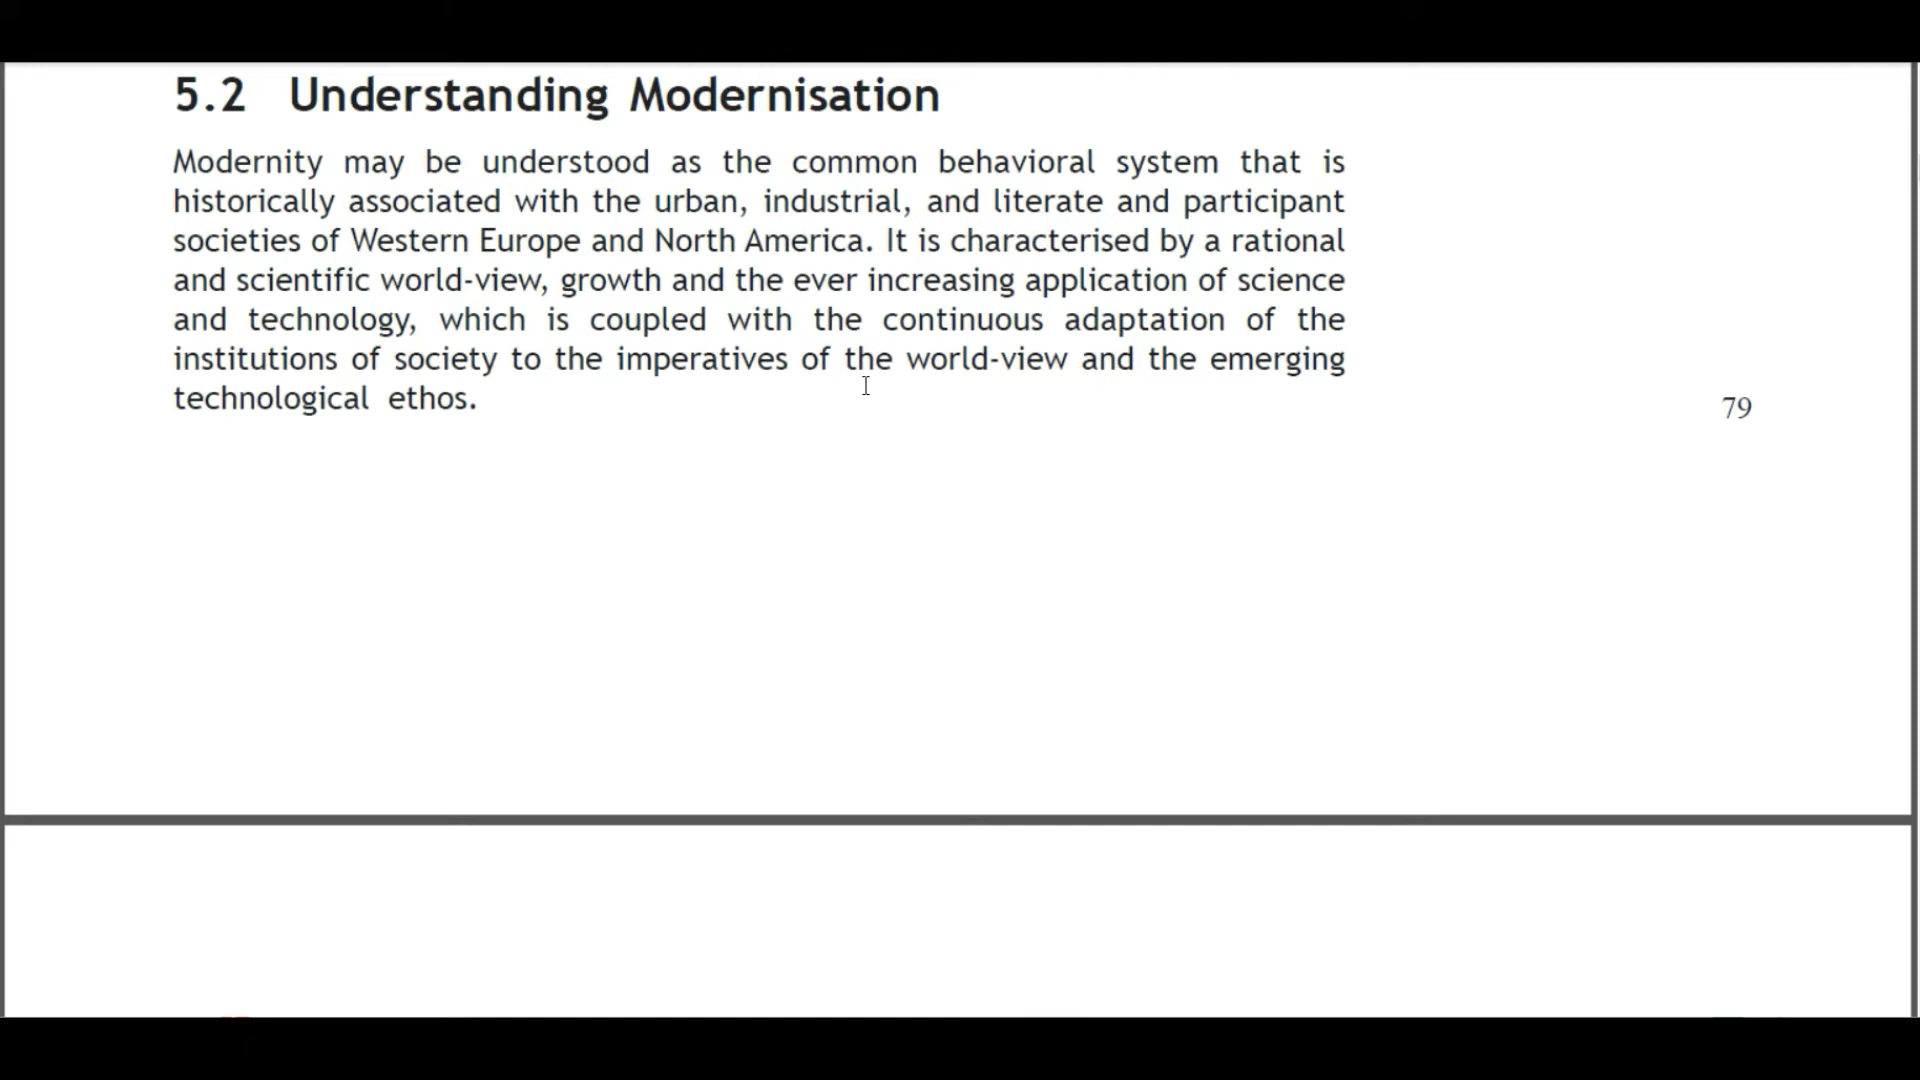 5.2 Understanding Modernisation
Modernity may be understood as the common behavioral system that is
historically associated with the urban, industrial, and literate and participant
societies of Western Europe and North America. It is characterised by a rational
and scientific world-view, growth and the ever increasing application of science
and technology, which is coupled with the continuous adaptation of the
institutions of society to the imperatives of the world-view and the emerging
technological ethos.
79